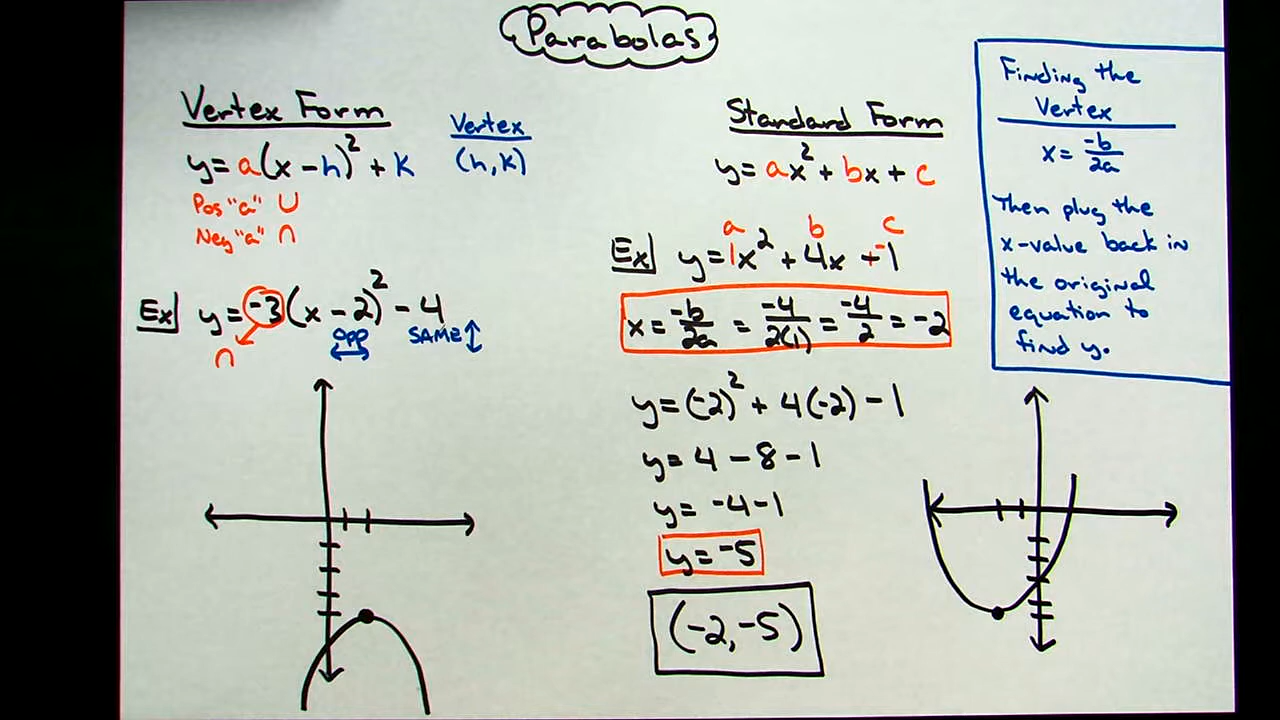 Parabolas
Vertex Form
y = a(x - h)² + k
Vertex
(h, k)
Pos "a" ∪
Neg "a" ∩
Ex) y = -3(x - 2)² - 4
∩
opp
SAME
Standard Form
y = ax² + bx + c
a b c
Ex) y = 1x² + 4x + -1
x = -b/2a = -4/2(1) = -4/2 = -2
y = (-2)² + 4(-2) - 1
y = 4 - 8 - 1
y = -4 - 1
y = -5
(-2, -5)
Finding the
Vertex
x = -b/2a
Then plug the
x-value back in
the original
equation to
find y.